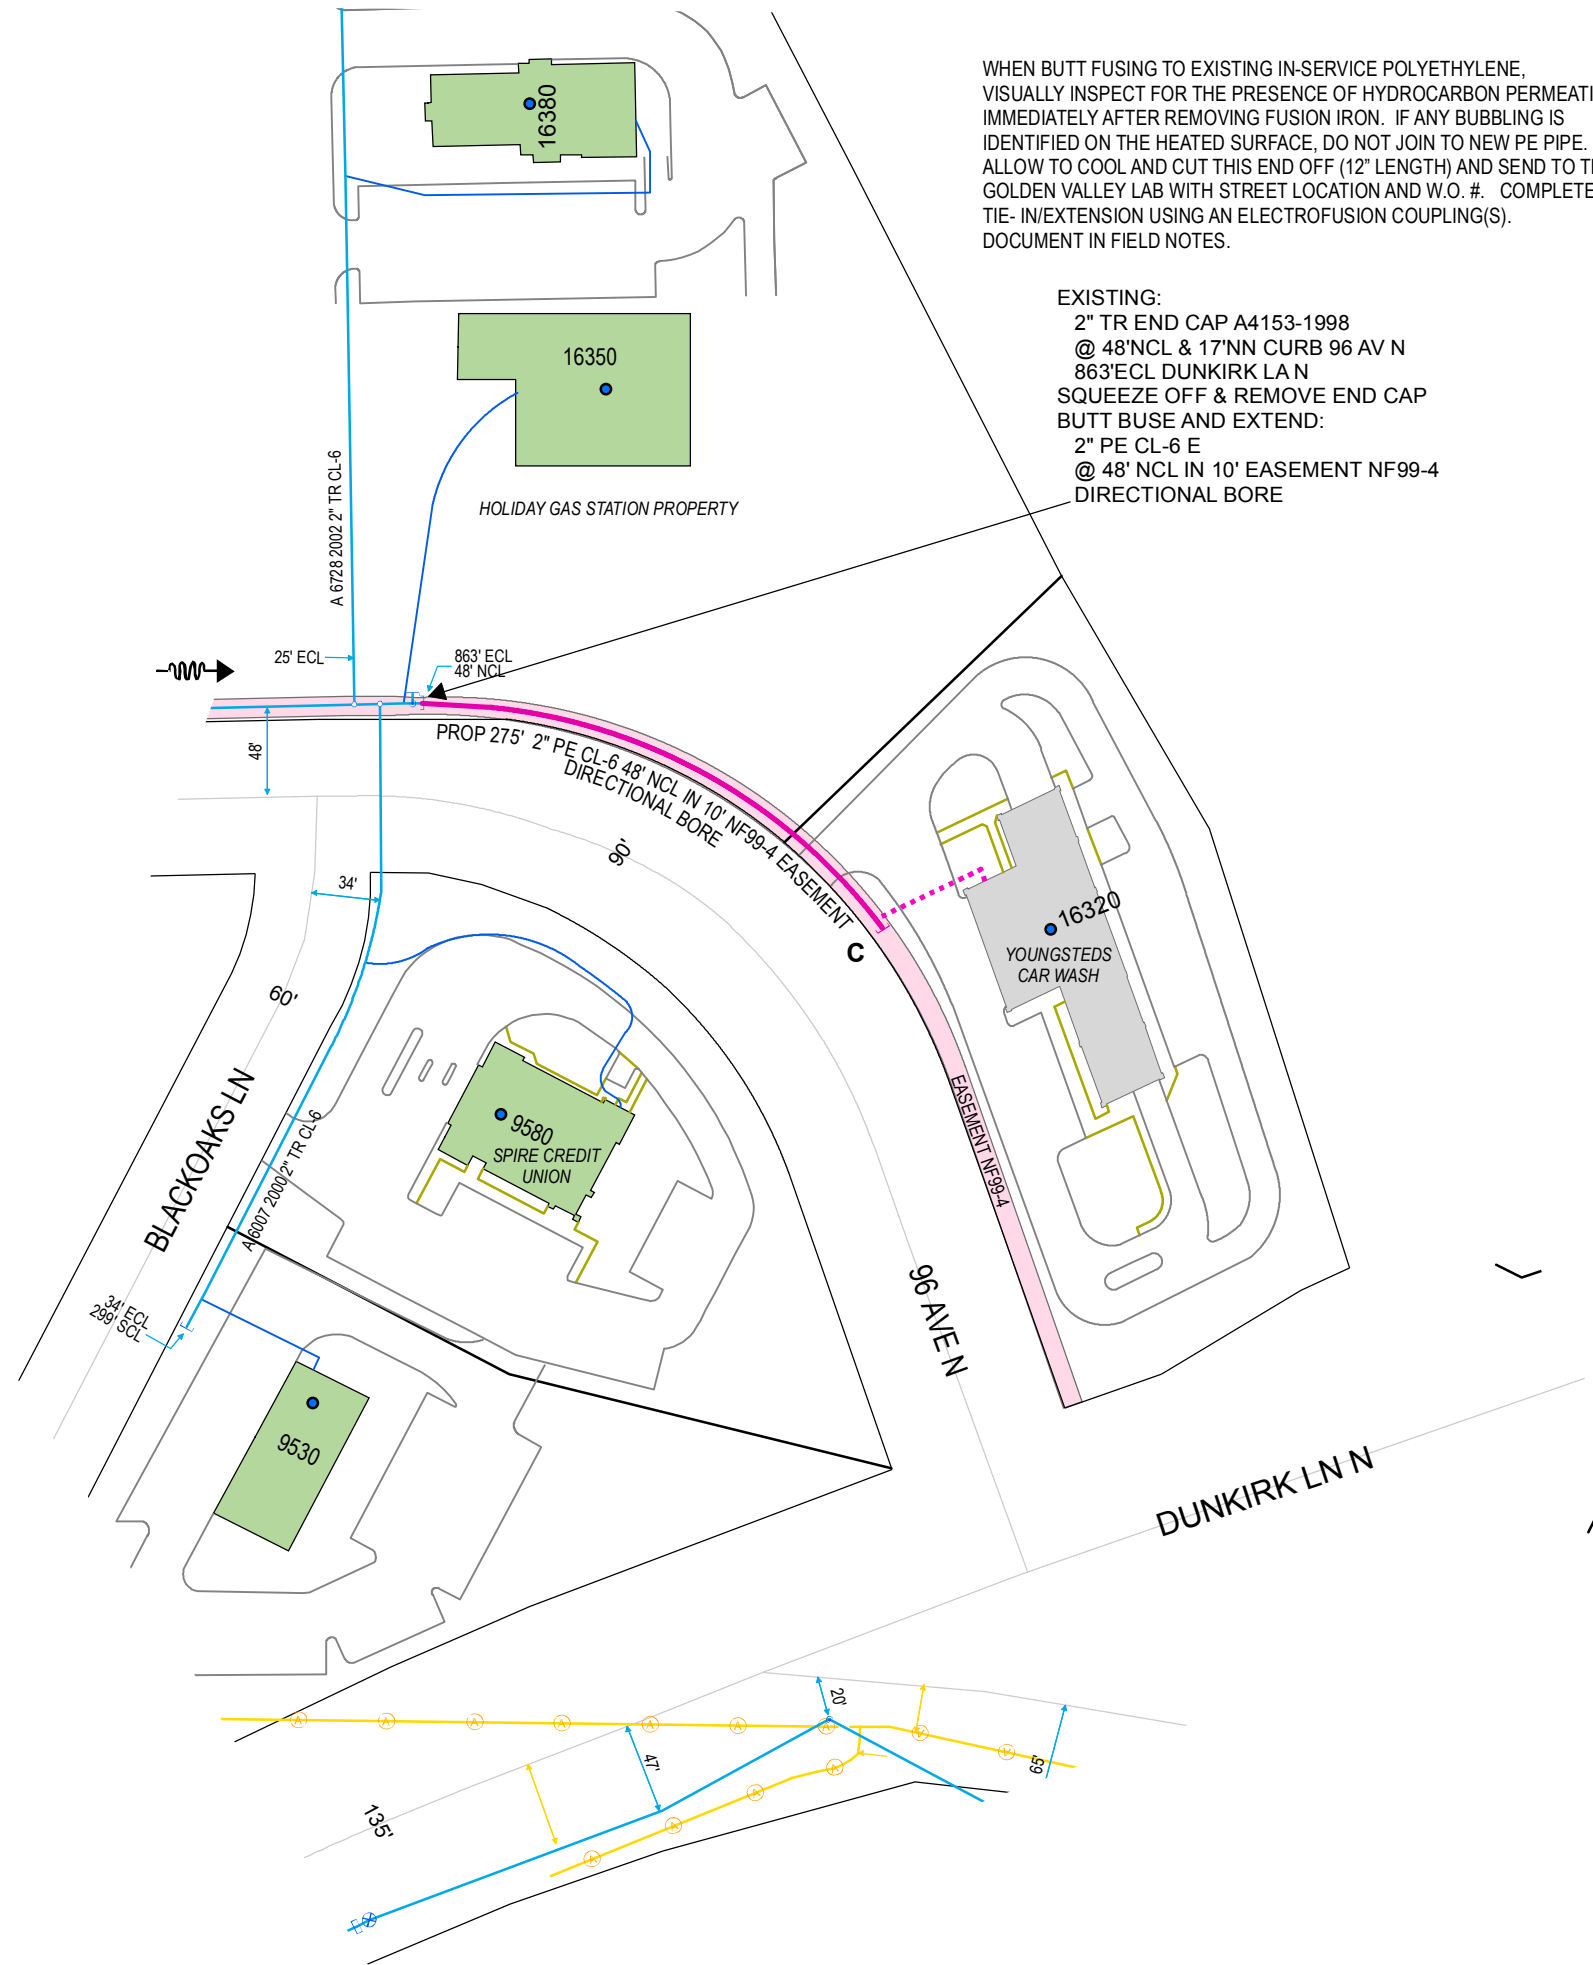 WHEN BUTT FUSING TO EXISTING IN-SERVICE POLYETHYLENE,
VISUALLY INSPECT FOR THE PRESENCE OF HYDROCARBON PERMEATI
IMMEDIATELY AFTER REMOVING FUSION IRON. IF ANY BUBBLING IS
IDENTIFIED ON THE HEATED SURFACE, DO NOT JOIN TO NEW PE PIPE.
ALLOW TO COOL AND CUT THIS END OFF (12" LENGTH) AND SEND TO T
GOLDEN VALLEY LAB WITH STREET LOCATION AND W.O. #. COMPLETE
TIE- IN/EXTENSION USING AN ELECTROFUSION COUPLING(S).
DOCUMENT IN FIELD NOTES.
16380
EXISTING:
2" TR END CAP A4153-1998
@ 48'NCL & 17'NN CURB 96 AV N
863'ECL DUNKIRK LA N
SQUEEZE OFF & REMOVE END CAP
BUTT BUSE AND EXTEND:
2" PE CL-6 E
@ 48' NCL IN 10' EASEMENT NF99-4
DIRECTIONAL BORE
16350
HOLIDAY GAS STATION PROPERTY
A 6728 2002 2" TR CL-6
25' ECL
863' ECL
48' NCL
48'
PROP 275' 2" PE CL-6 48' NCL IN 10' NF99-4 EASEMENT
DIRECTIONAL BORE
90'
34'
C
16320
YOUNGSTEDS
CAR WASH
60'
BLACKOAKS LN
A 6007 2000 2" TR CL-6
9580
SPIRE CREDIT
UNION
EASEMENT NF99-4
34' ECL
299' SCL
96 AVE N
9530
DUNKIRK LN N
20'
47'
65'
135'